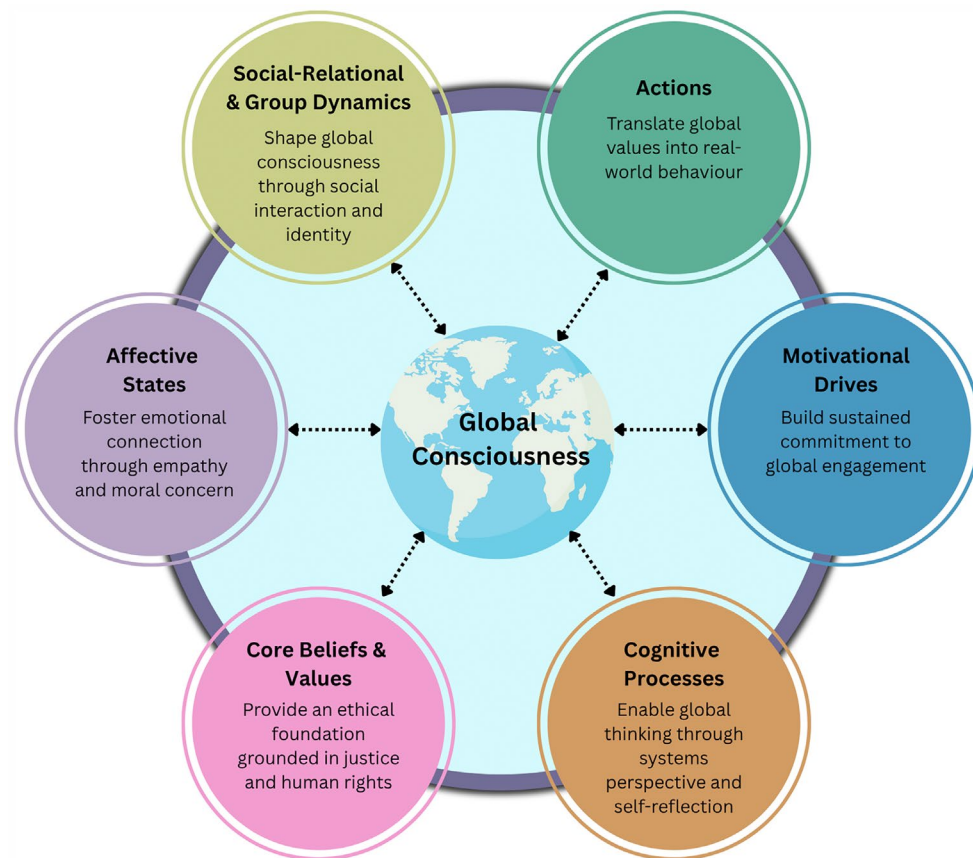 Social-Relational
& Group Dynamics
Shape global
consciousness
through social
interaction and
identity
Actions
Translate global
values into real-
world behaviour
Affective
States
Foster emotional
connection
through empathy
and moral concern
Global
Consciousness
Motivational
Drives
Build sustained
commitment to
global engagement
Core Beliefs &
Values
Provide an ethical
foundation
grounded in justice
and human rights
Cognitive
Processes
Enable global
thinking through
systems
perspective and
self-reflection